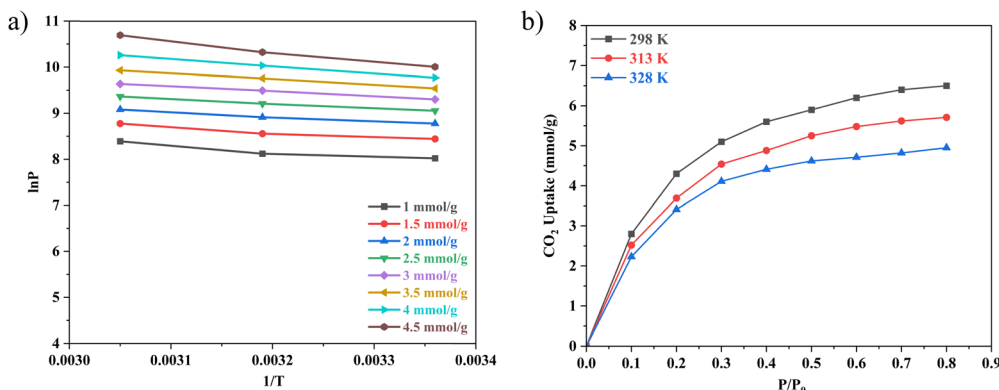 a)
11
10
9
8
7
6
5
4
lnP
1 mmol/g
1.5 mmol/g
2 mmol/g
2.5 mmol/g
3 mmol/g
3.5 mmol/g
4 mmol/g
4.5 mmol/g
0.0030 0.0031 0.0032 0.0033 0.0034
1/T
b)
8
7
6
5
4
3
2
1
0
CO₂ Uptake (mmol/g)
298 K
313 K
328 K
0.0 0.1 0.2 0.3 0.4 0.5 0.6 0.7 0.8 0.9
P/P₀